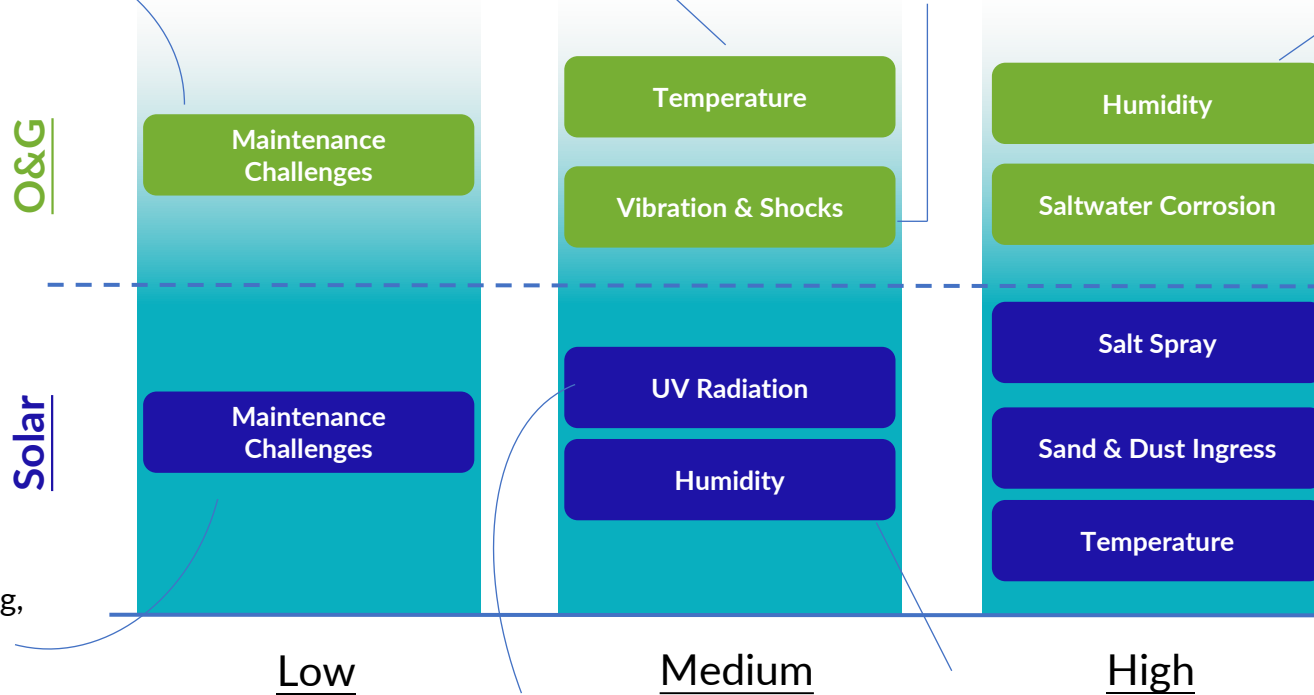 O&G
Maintenance
Challenges
Temperature
Vibration & Shocks
Humidity
Saltwater Corrosion
Solar
Maintenance
Challenges
UV Radiation
Humidity
Salt Spray
Sand & Dust Ingress
Temperature
g,
Low
Medium
High